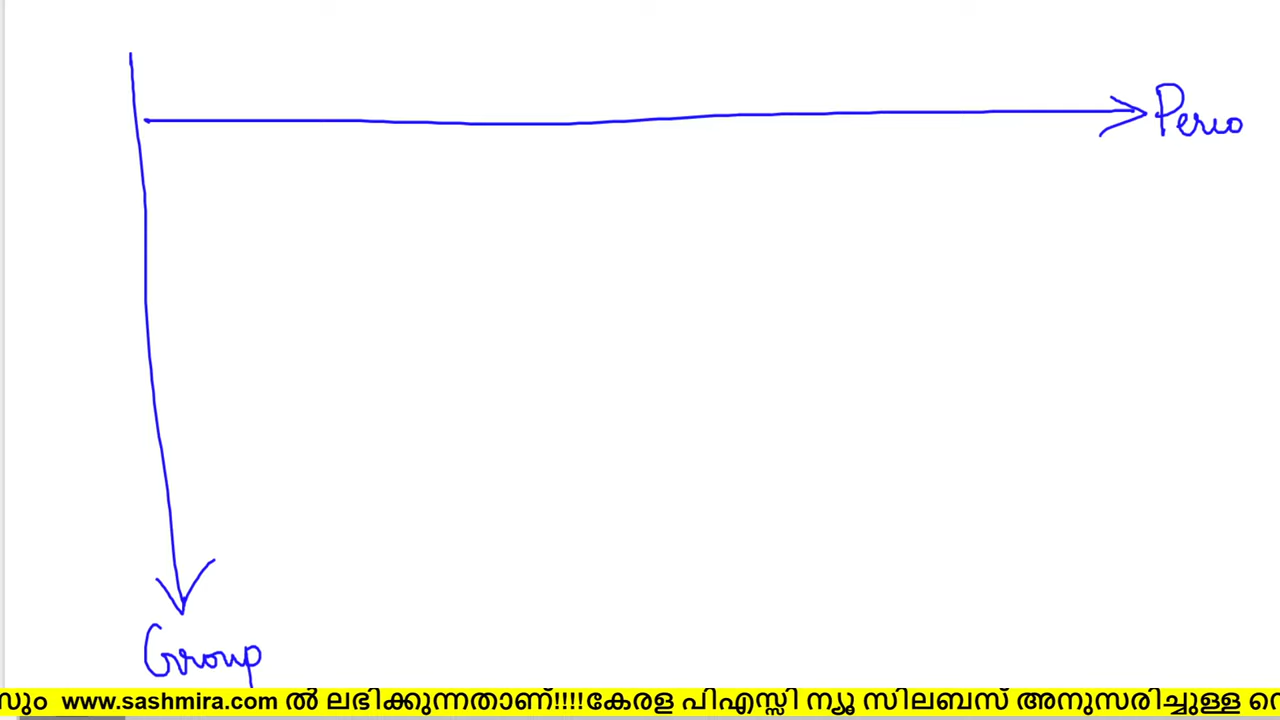 Perio
Group
സും www.sashmira.com ൽ ലഭിക്കുന്നതാണ്!!!!കേരള പിഎസ്സി ന്യൂ സിലബസ് അനുസരിച്ചുള്ള